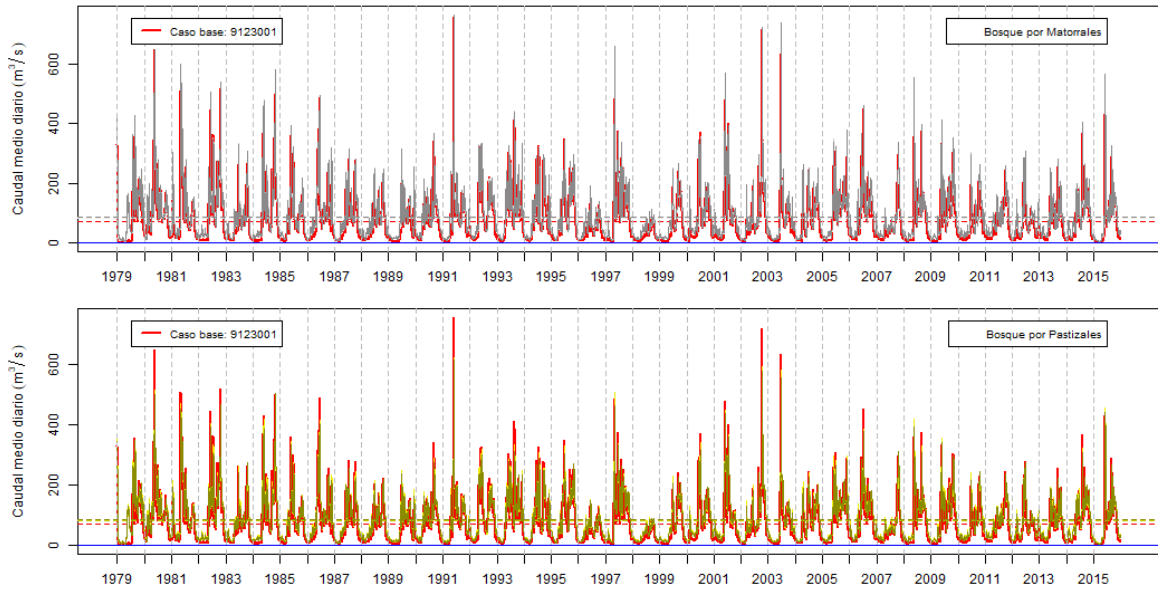 Caudal medio diario (m³/s)
600
400
200
0
Caso base: 9123001
Bosque por Matorrales
1979 1981 1983 1985 1987 1989 1991 1993 1995 1997 1999 2001 2003 2005 2007 2009 2011 2013 2015
Caudal medio diario (m³/s)
600
400
200
0
Caso base: 9123001
Bosque por Pastizales
1979 1981 1983 1985 1987 1989 1991 1993 1995 1997 1999 2001 2003 2005 2007 2009 2011 2013 2015